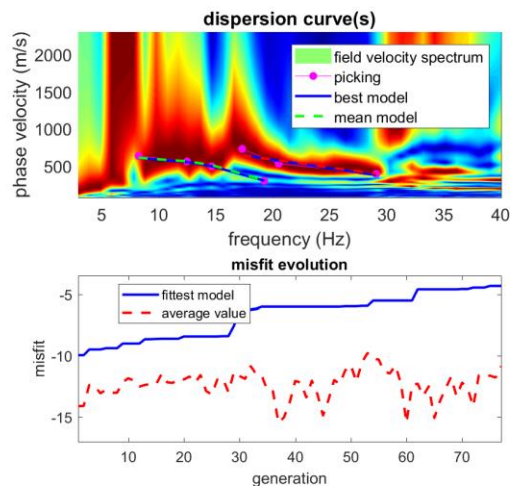 dispersion curve(s)
phase velocity (m/s)
2000
1500
1000
500
field velocity spectrum
picking
best model
mean model
5 10 15 20 25 30 35 40
frequency (Hz)
misfit evolution
misfit
-5
-10
-15
fittest model
average value
10 20 30 40 50 60 70
generation